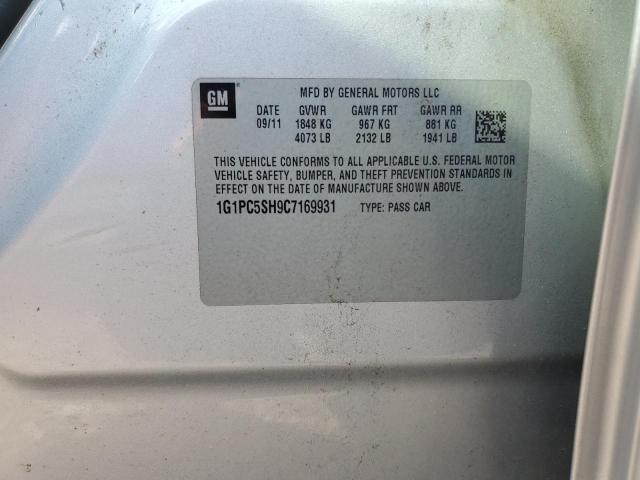 GM
MFD BY GENERAL MOTORS LLC
DATE GVWR GAWR FRT GAWR RR
09/11 1848 KG 967 KG 881 KG
4073 LB 2132 LB 1941 LB
THIS VEHICLE CONFORMS TO ALL APPLICABLE U.S. FEDERAL MOTOR
VEHICLE SAFETY, BUMPER, AND THEFT PREVENTION STANDARDS IN
EFFECT ON THE DATE OF MANUFACTURE SHOWN ABOVE.
1G1PC5SH9C7169931 TYPE: PASS CAR